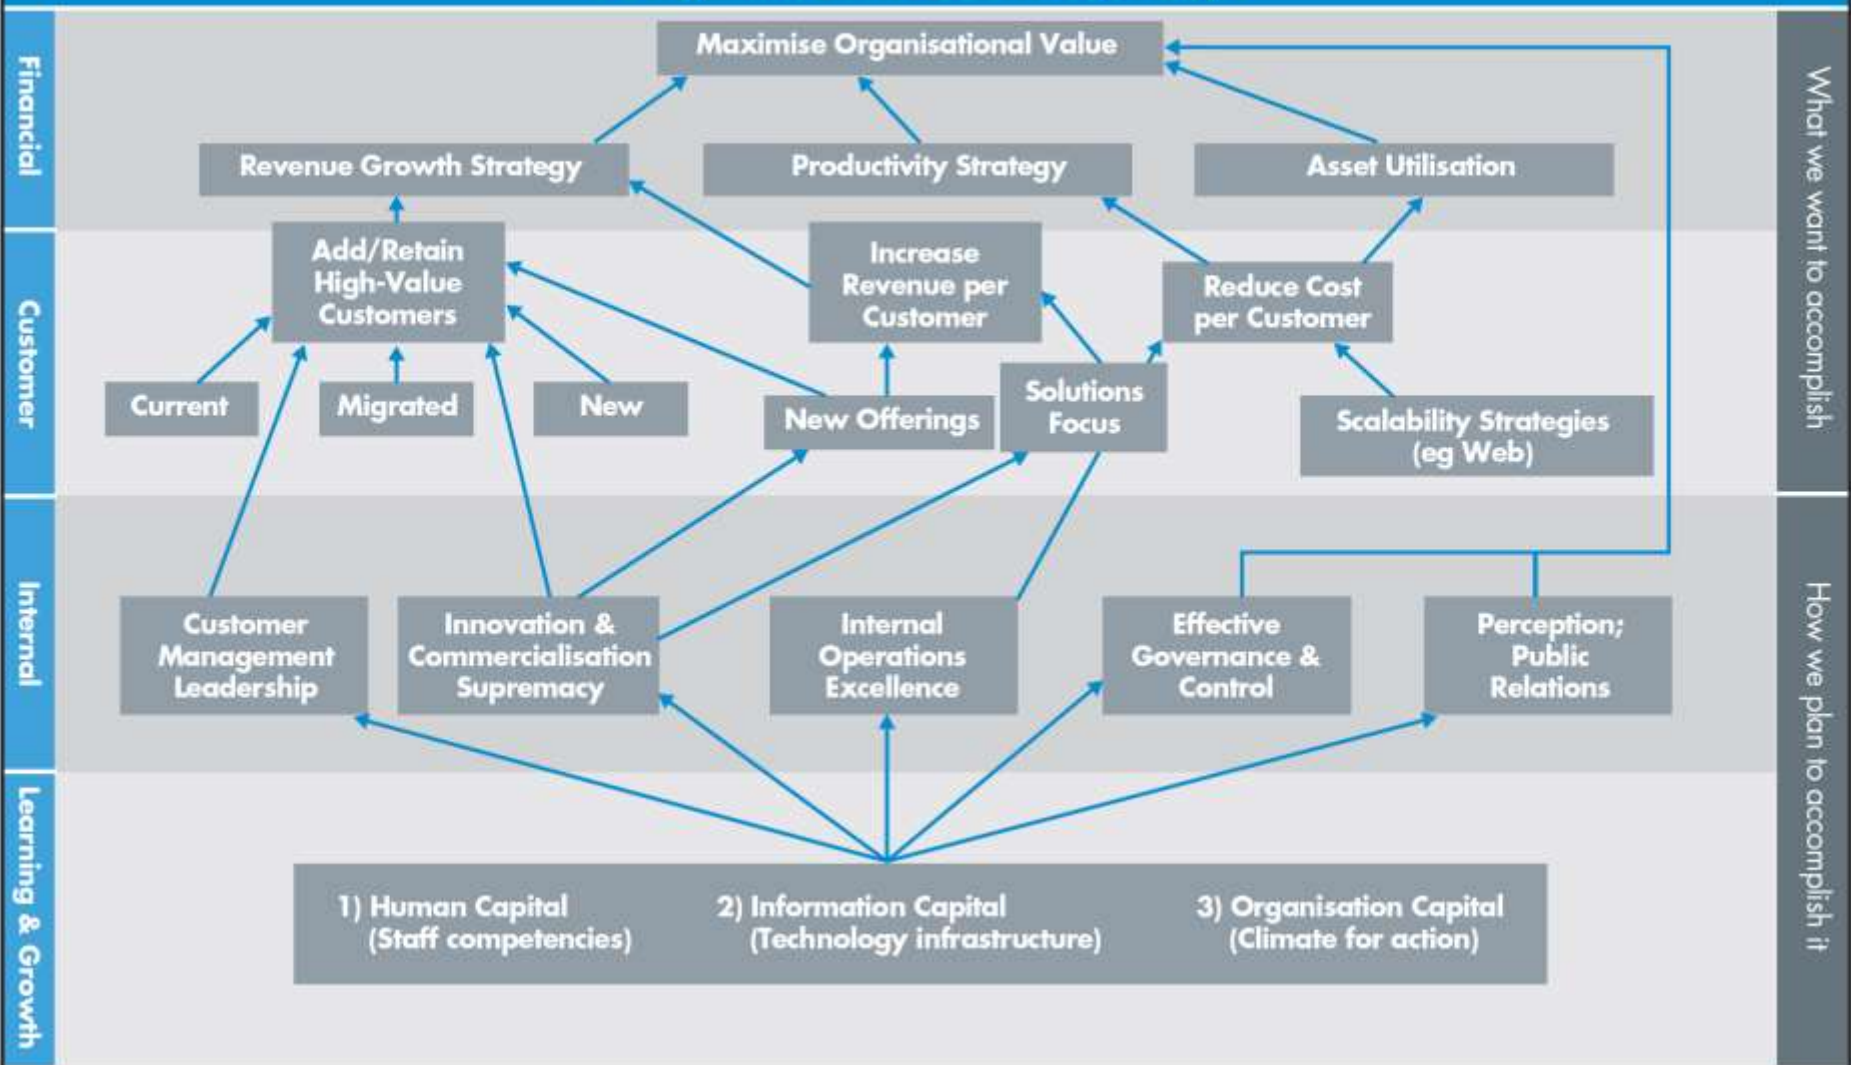 Financial
Maximise Organisational Value
Revenue Growth Strategy
Productivity Strategy
Asset Utilisation
What we want to accomplish
Customer
Add/Retain
High-Value
Customers
Increase
Revenue per
Customer
Reduce Cost
per Customer
Current
Migrated
New
New Offerings
Solutions
Focus
Scalability Strategies
(eg Web)
Internal
Customer
Management
Leadership
Innovation &
Commercialisation
Supremacy
Internal
Operations
Excellence
Effective
Governance &
Control
Perception;
Public
Relations
How we plan to accomplish it
Learning & Growth
1) Human Capital
(Staff competencies)
2) Information Capital
(Technology infrastructure)
3) Organisation Capital
(Climate for action)